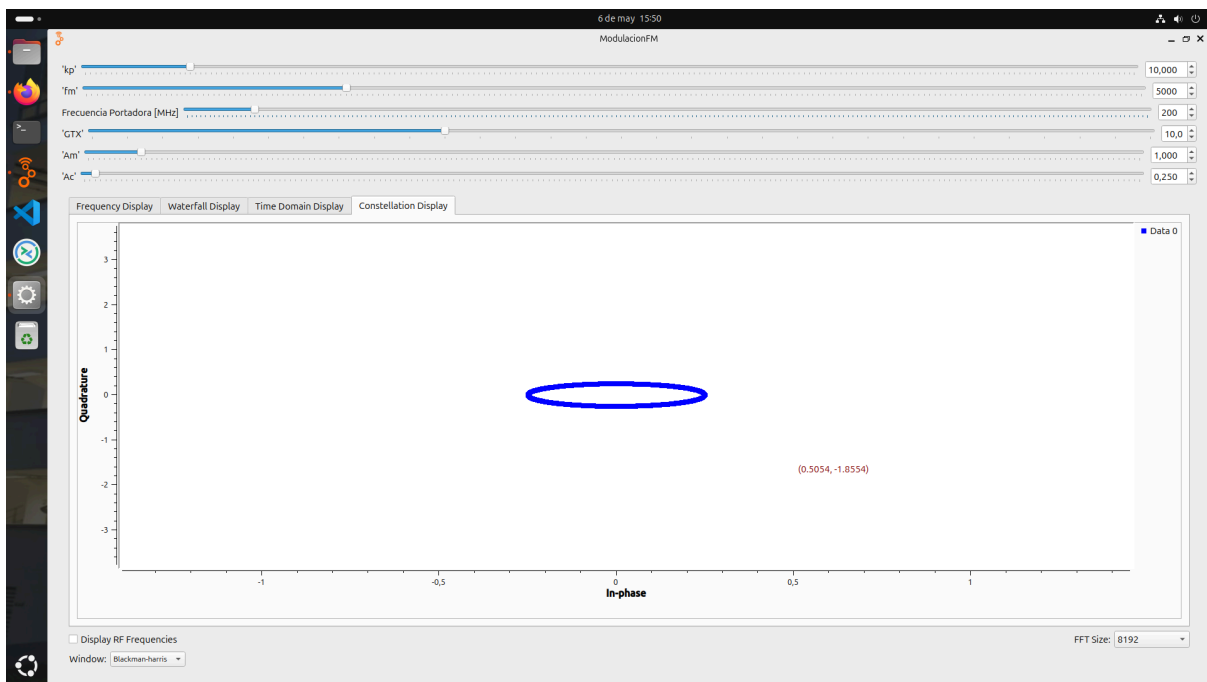 6 de may 15:50
ModulacionFM
'kp' 10,000
'fm' 5000
Frecuencia Portadora [MHz] 200
'GTX' 10,0
'Am' 1,000
'Ac' 0,250
Frequency Display Waterfall Display Time Domain Display Constellation Display
Data 0
3
2
1
0
-1
-2
-3
Quadrature
(0.5054, -1.8554)
-1 -0,5 0 0,5 1
In-phase
Display RF Frequencies FFT Size: 8192
Window: Blackman-harris